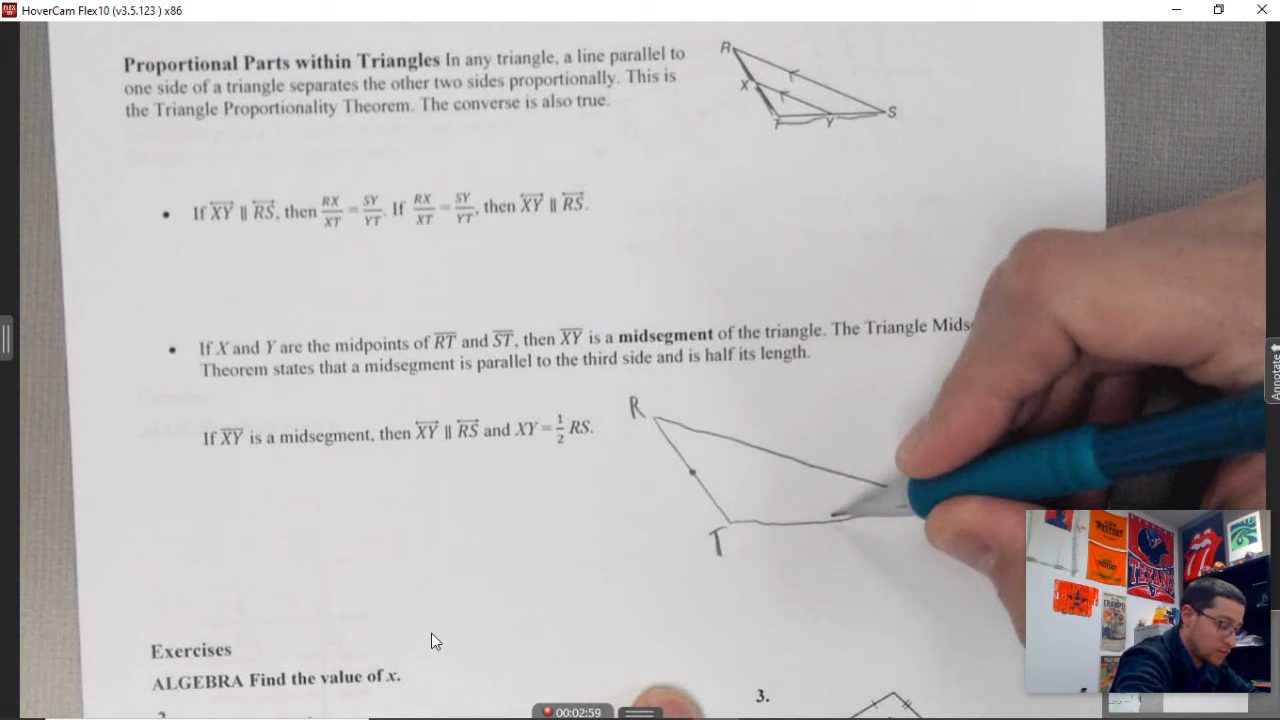 HoverCam Flex10 (v3.5.123 ) x86
Proportional Parts within Triangles In any triangle, a line parallel to
one side of a triangle separates the other two sides proportionally. This is
the Triangle Proportionality Theorem. The converse is also true.
R
X
S
T
Y
• If XY ∥ RS, then RX/XT = SY/YT. If RX/XT = SY/YT, then XY ∥ RS.
• If X and Y are the midpoints of RT and ST, then XY is a midsegment of the triangle. The Triangle
Theorem states that a midsegment is parallel to the third side and is half its length.
R
If XY is a midsegment, then XY ∥ RS and XY = 1/2 RS.
T
Exercises
ALGEBRA Find the value of x.
3.
00:02:59
Annotate
TEXANS